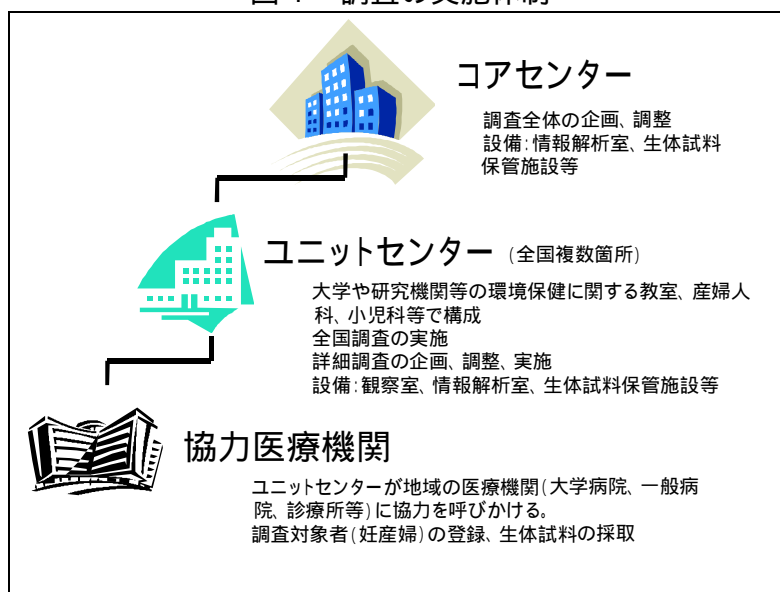 コアセンター
調査全体の企画、調整
設備:情報解析室、生体試料
保管施設等
ユニットセンター (全国複数箇所)
大学や研究機関等の環境保健に関する教室、産婦人
科、小児科等で構成
全国調査の実施
詳細調査の企画、調整、実施
設備:観察室、情報解析室、生体試料保管施設等
協力医療機関
ユニットセンターが地域の医療機関(大学病院、一般病
院、診療所等)に協力を呼びかける。
調査対象者(妊産婦)の登録、生体試料の採取